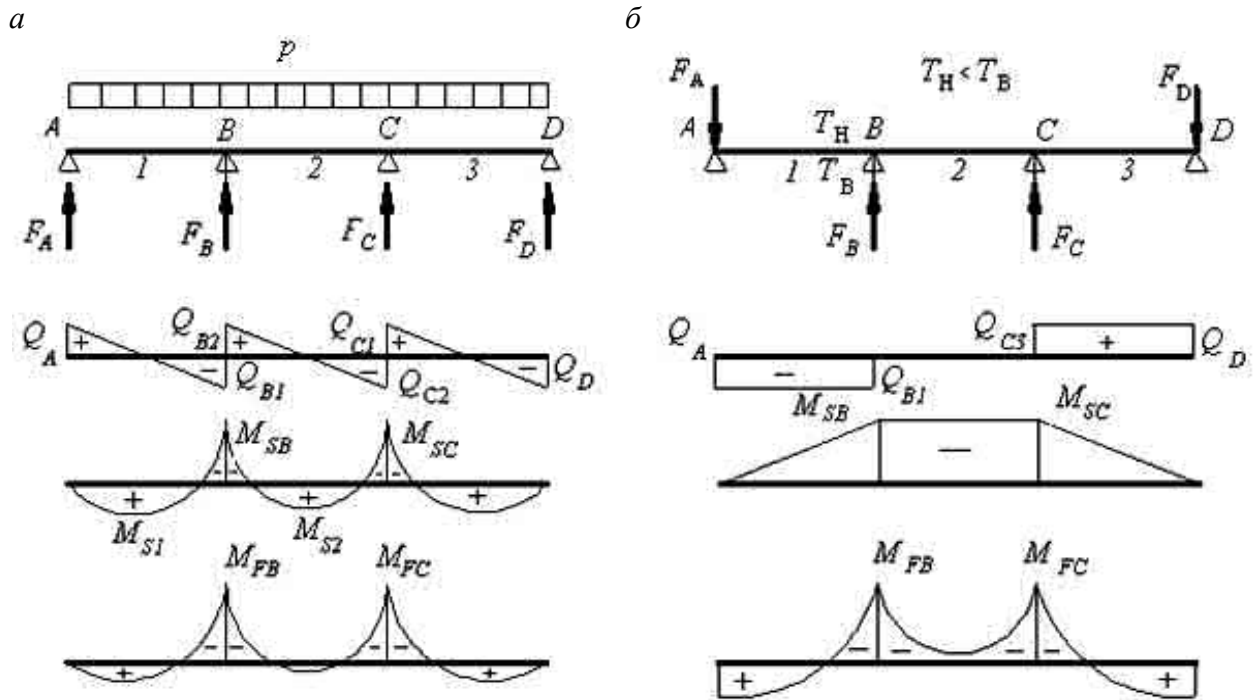 а б
p
A B C D
1 2 3
F_A F_B F_C F_D
Q_A + Q_B2 + Q_C1 +
− Q_B1 − Q_C2 − Q_D
M_SB M_SC
- - - -
+ + +
M_S1 M_S2
M_FB M_FC
- - - -
+ +
F_A T_H < T_B F_D
A T_H B C D
1 T_B 2 3
F_B F_C
Q_A Q_C3 + Q_D
− Q_B1
M_SB M_SC
−
M_FB M_FC
− − − −
+ +